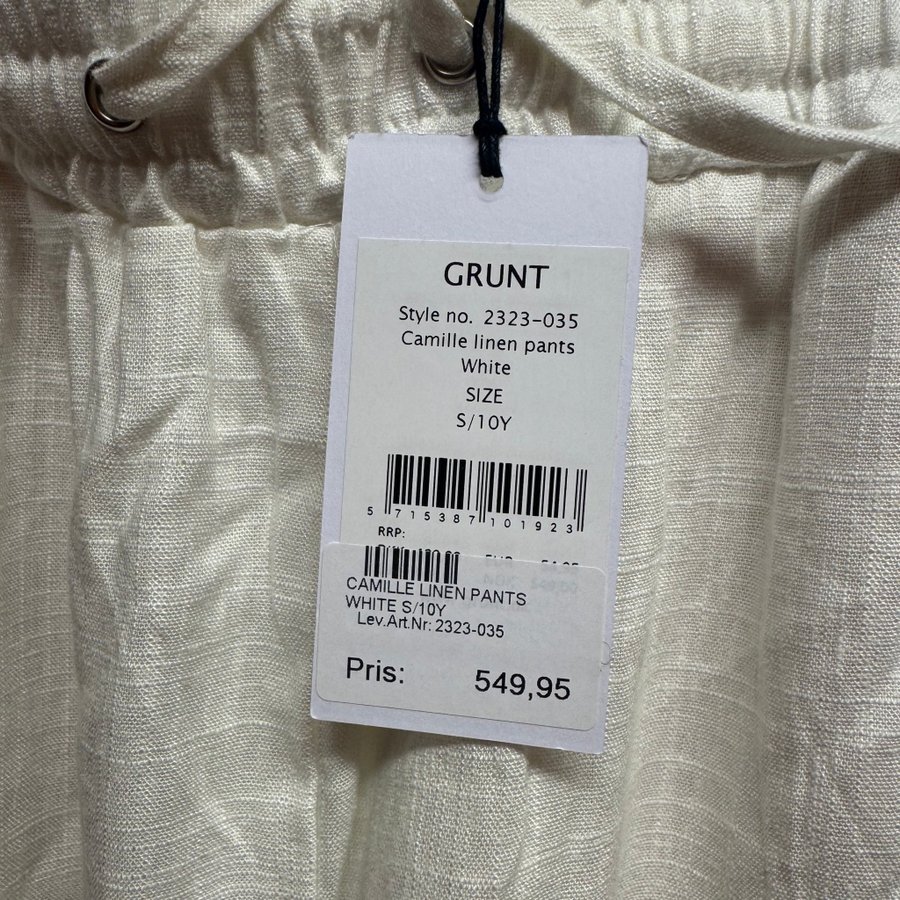 GRUNT
Style no. 2323-035
Camille linen pants
White
SIZE
S/10Y
5 715387 101923
RRP:
CAMILLE LINEN PANTS
WHITE S/10Y
Lev.Art.Nr: 2323-035
Pris: 549,95